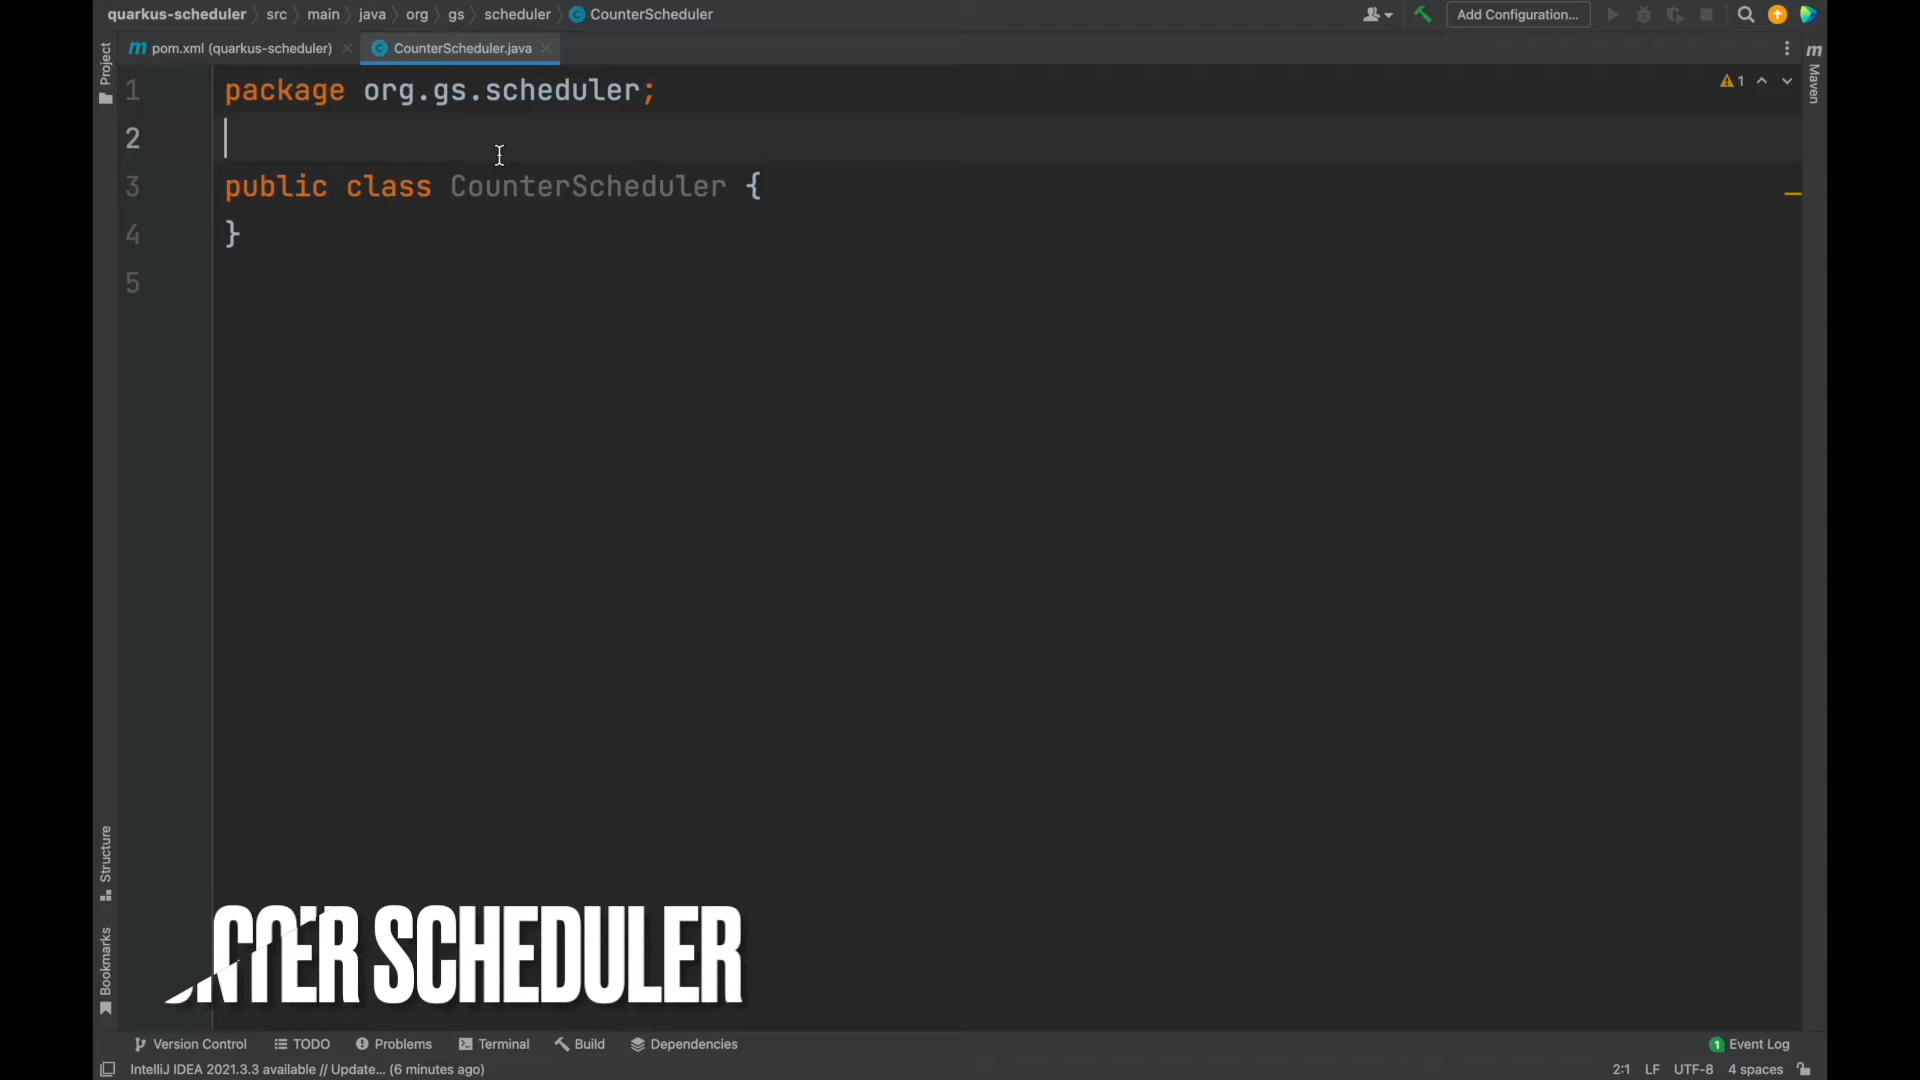 quarkus-scheduler src main java org gs scheduler CounterScheduler
Add Configuration...
pom.xml (quarkus-scheduler) CounterScheduler.java
Project
Maven
1 package org.gs.scheduler;
1
2
3 public class CounterScheduler {
4 }
5
Structure
Bookmarks
SCHEDULER
Version Control TODO Problems Terminal Build Dependencies
1 Event Log
IntelliJ IDEA 2021.3.3 available // Update... (6 minutes ago)
2:1 LF UTF-8 4 spaces